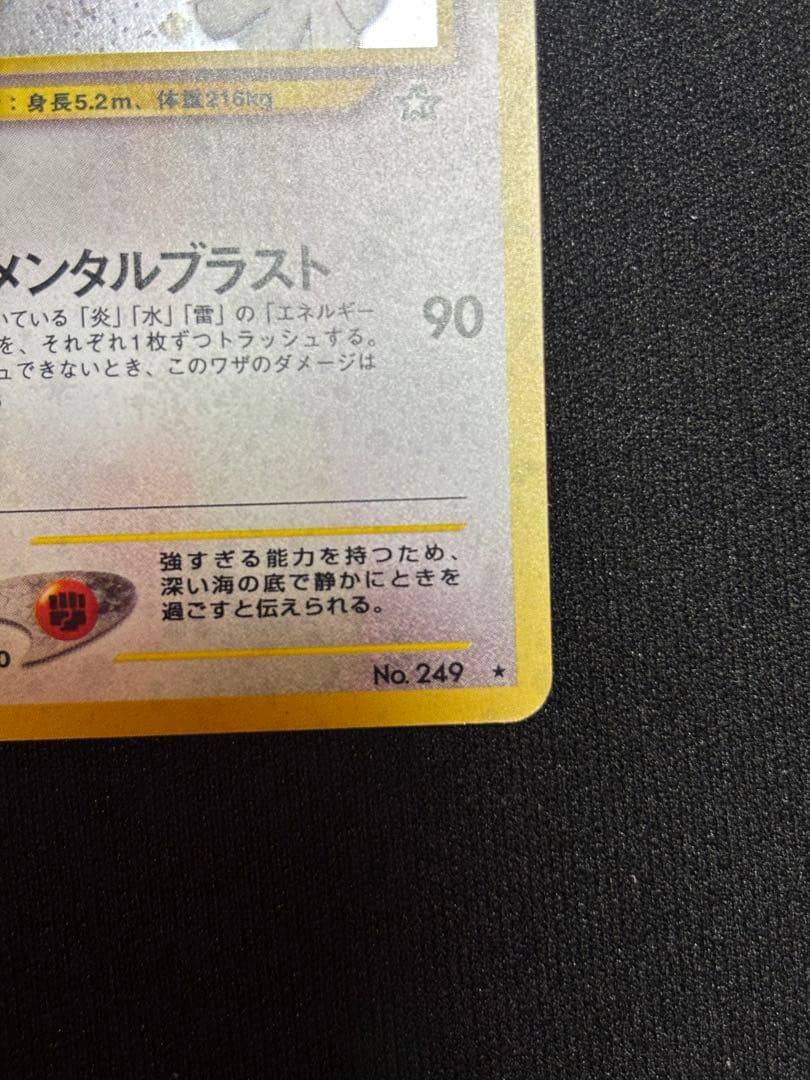 ：身長5.2m、体重216kg
メンタルブラスト
いている「炎」「水」「雷」の「エネルギー
を、それぞれ1枚ずつトラッシュする。
ュできないとき、このワザのダメージは
90
強すぎる能力を持つため、
深い海の底で静かにときを
過ごすと伝えられる。
0
No. 249 ★